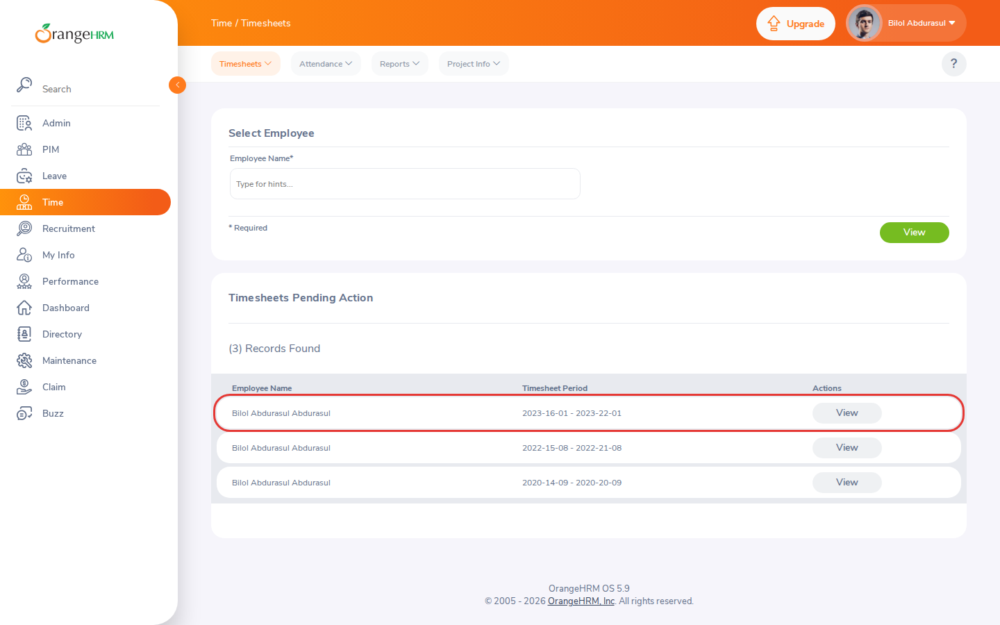 OrangeHRM
Time / Timesheets
Upgrade
Bilol Abdurasul
Timesheets
Attendance
Reports
Project Info
?
Search
Admin
PIM
Leave
Time
Recruitment
My Info
Performance
Dashboard
Directory
Maintenance
Claim
Buzz
Select Employee
Employee Name*
Type for hints...
* Required
View
Timesheets Pending Action
(3) Records Found
Employee Name Timesheet Period Actions
Bilol Abdurasul Abdurasul 2023-16-01 - 2023-22-01 View
Bilol Abdurasul Abdurasul 2022-15-08 - 2022-21-08 View
Bilol Abdurasul Abdurasul 2020-14-09 - 2020-20-09 View
OrangeHRM OS 5.9
© 2005 - 2026 OrangeHRM, Inc. All rights reserved.